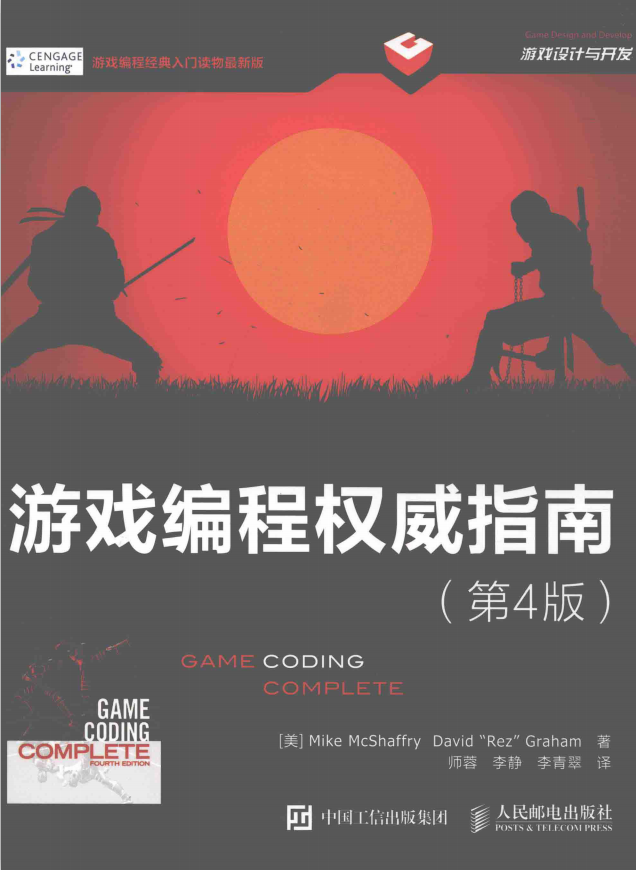 Game Design and Develop
CENGAGE
Learning®
游戏编程经典入门读物最新版
游戏设计与开发
游戏编程权威指南
（第4版）
GAME CODING
COMPLETE
GAME
CODING
COMPLETE
FOURTH EDITION
[美] Mike McShaffry David “Rez” Graham 著
师蓉 李静 李青翠 译
中国工信出版集团
人民邮电出版社
POSTS & TELECOM PRESS